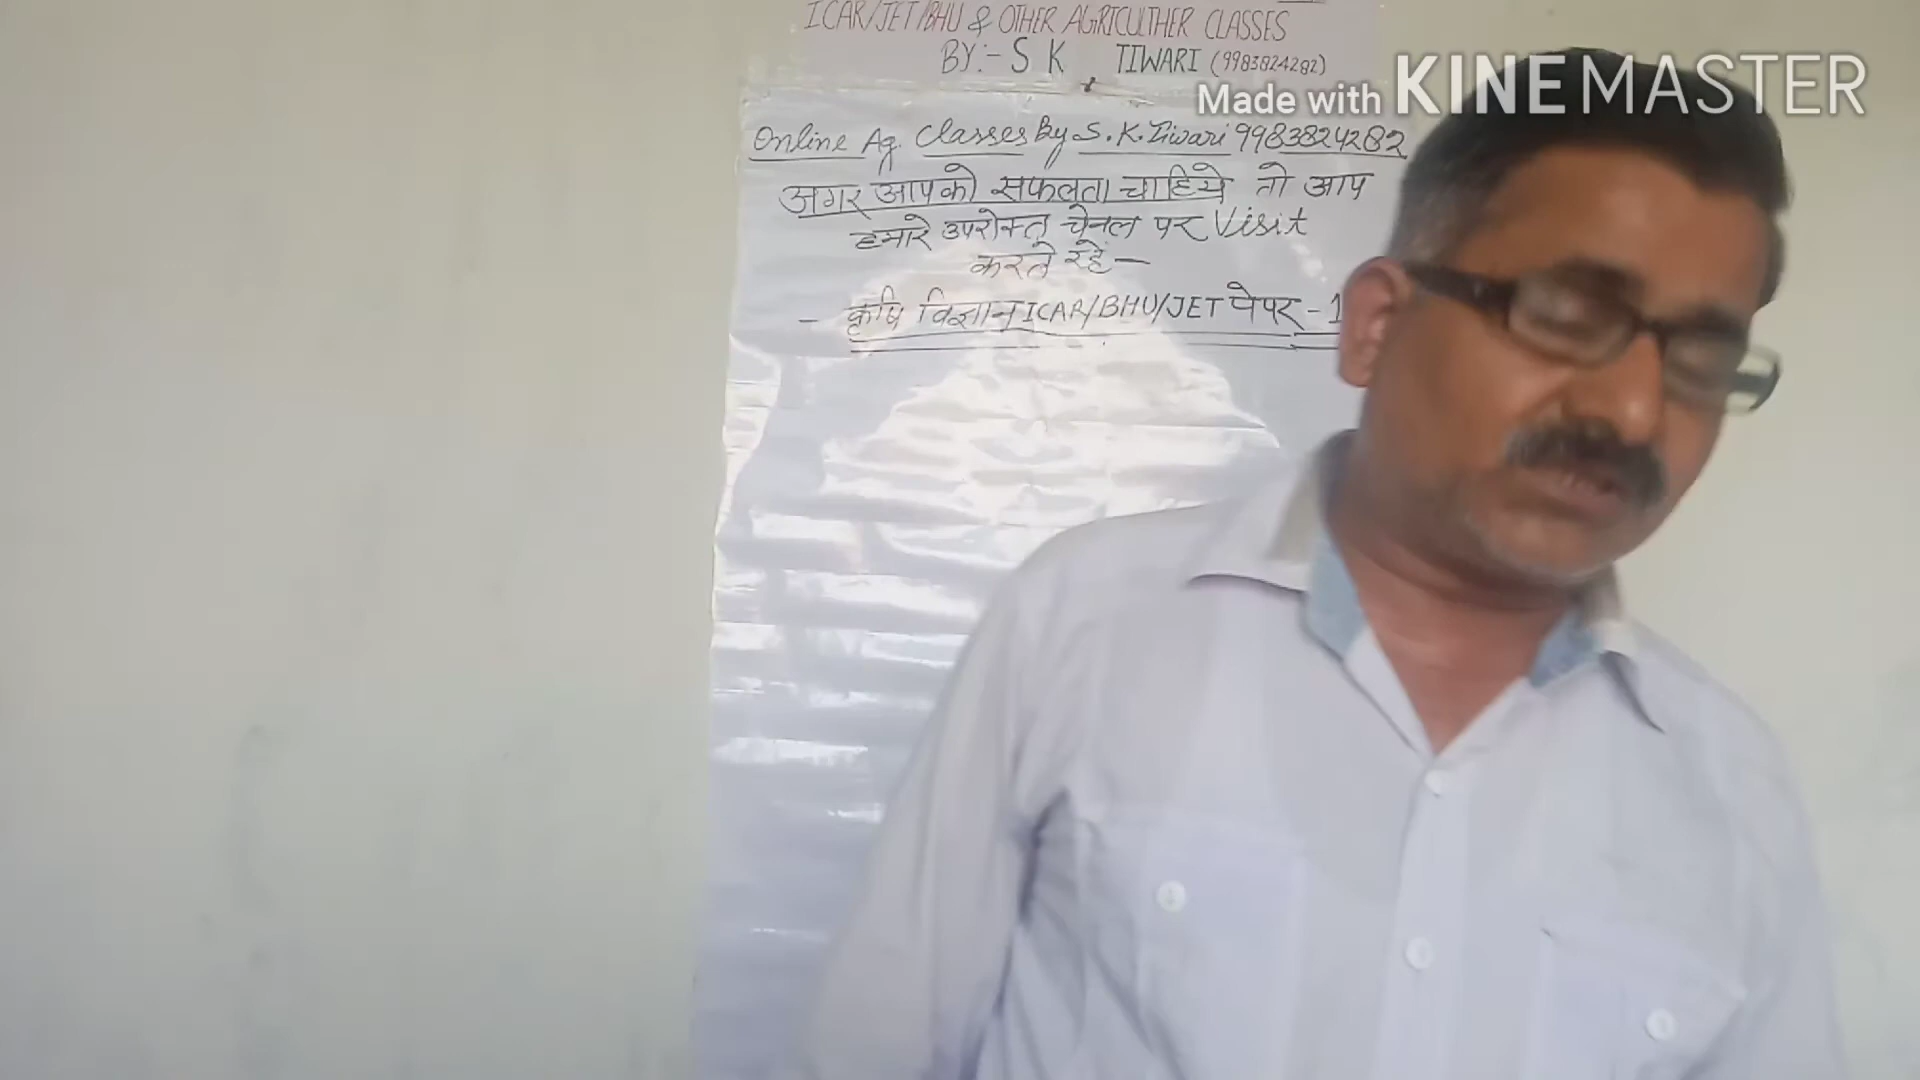 ICAR/JET/BHU & OTHER AGRICULTHER CLASSES
BY:- S K TIWARI (9983824282)
Made with KINEMASTER
Online Ag. Classes By S. K. Tiwari 9983824282
अगर आपको सफलता चाहिये तो आप
हमारे उपरोक्त चेनल पर Visit
करते रहें —
- कृषि विज्ञान ICAR/BHU/JET पेपर - 1